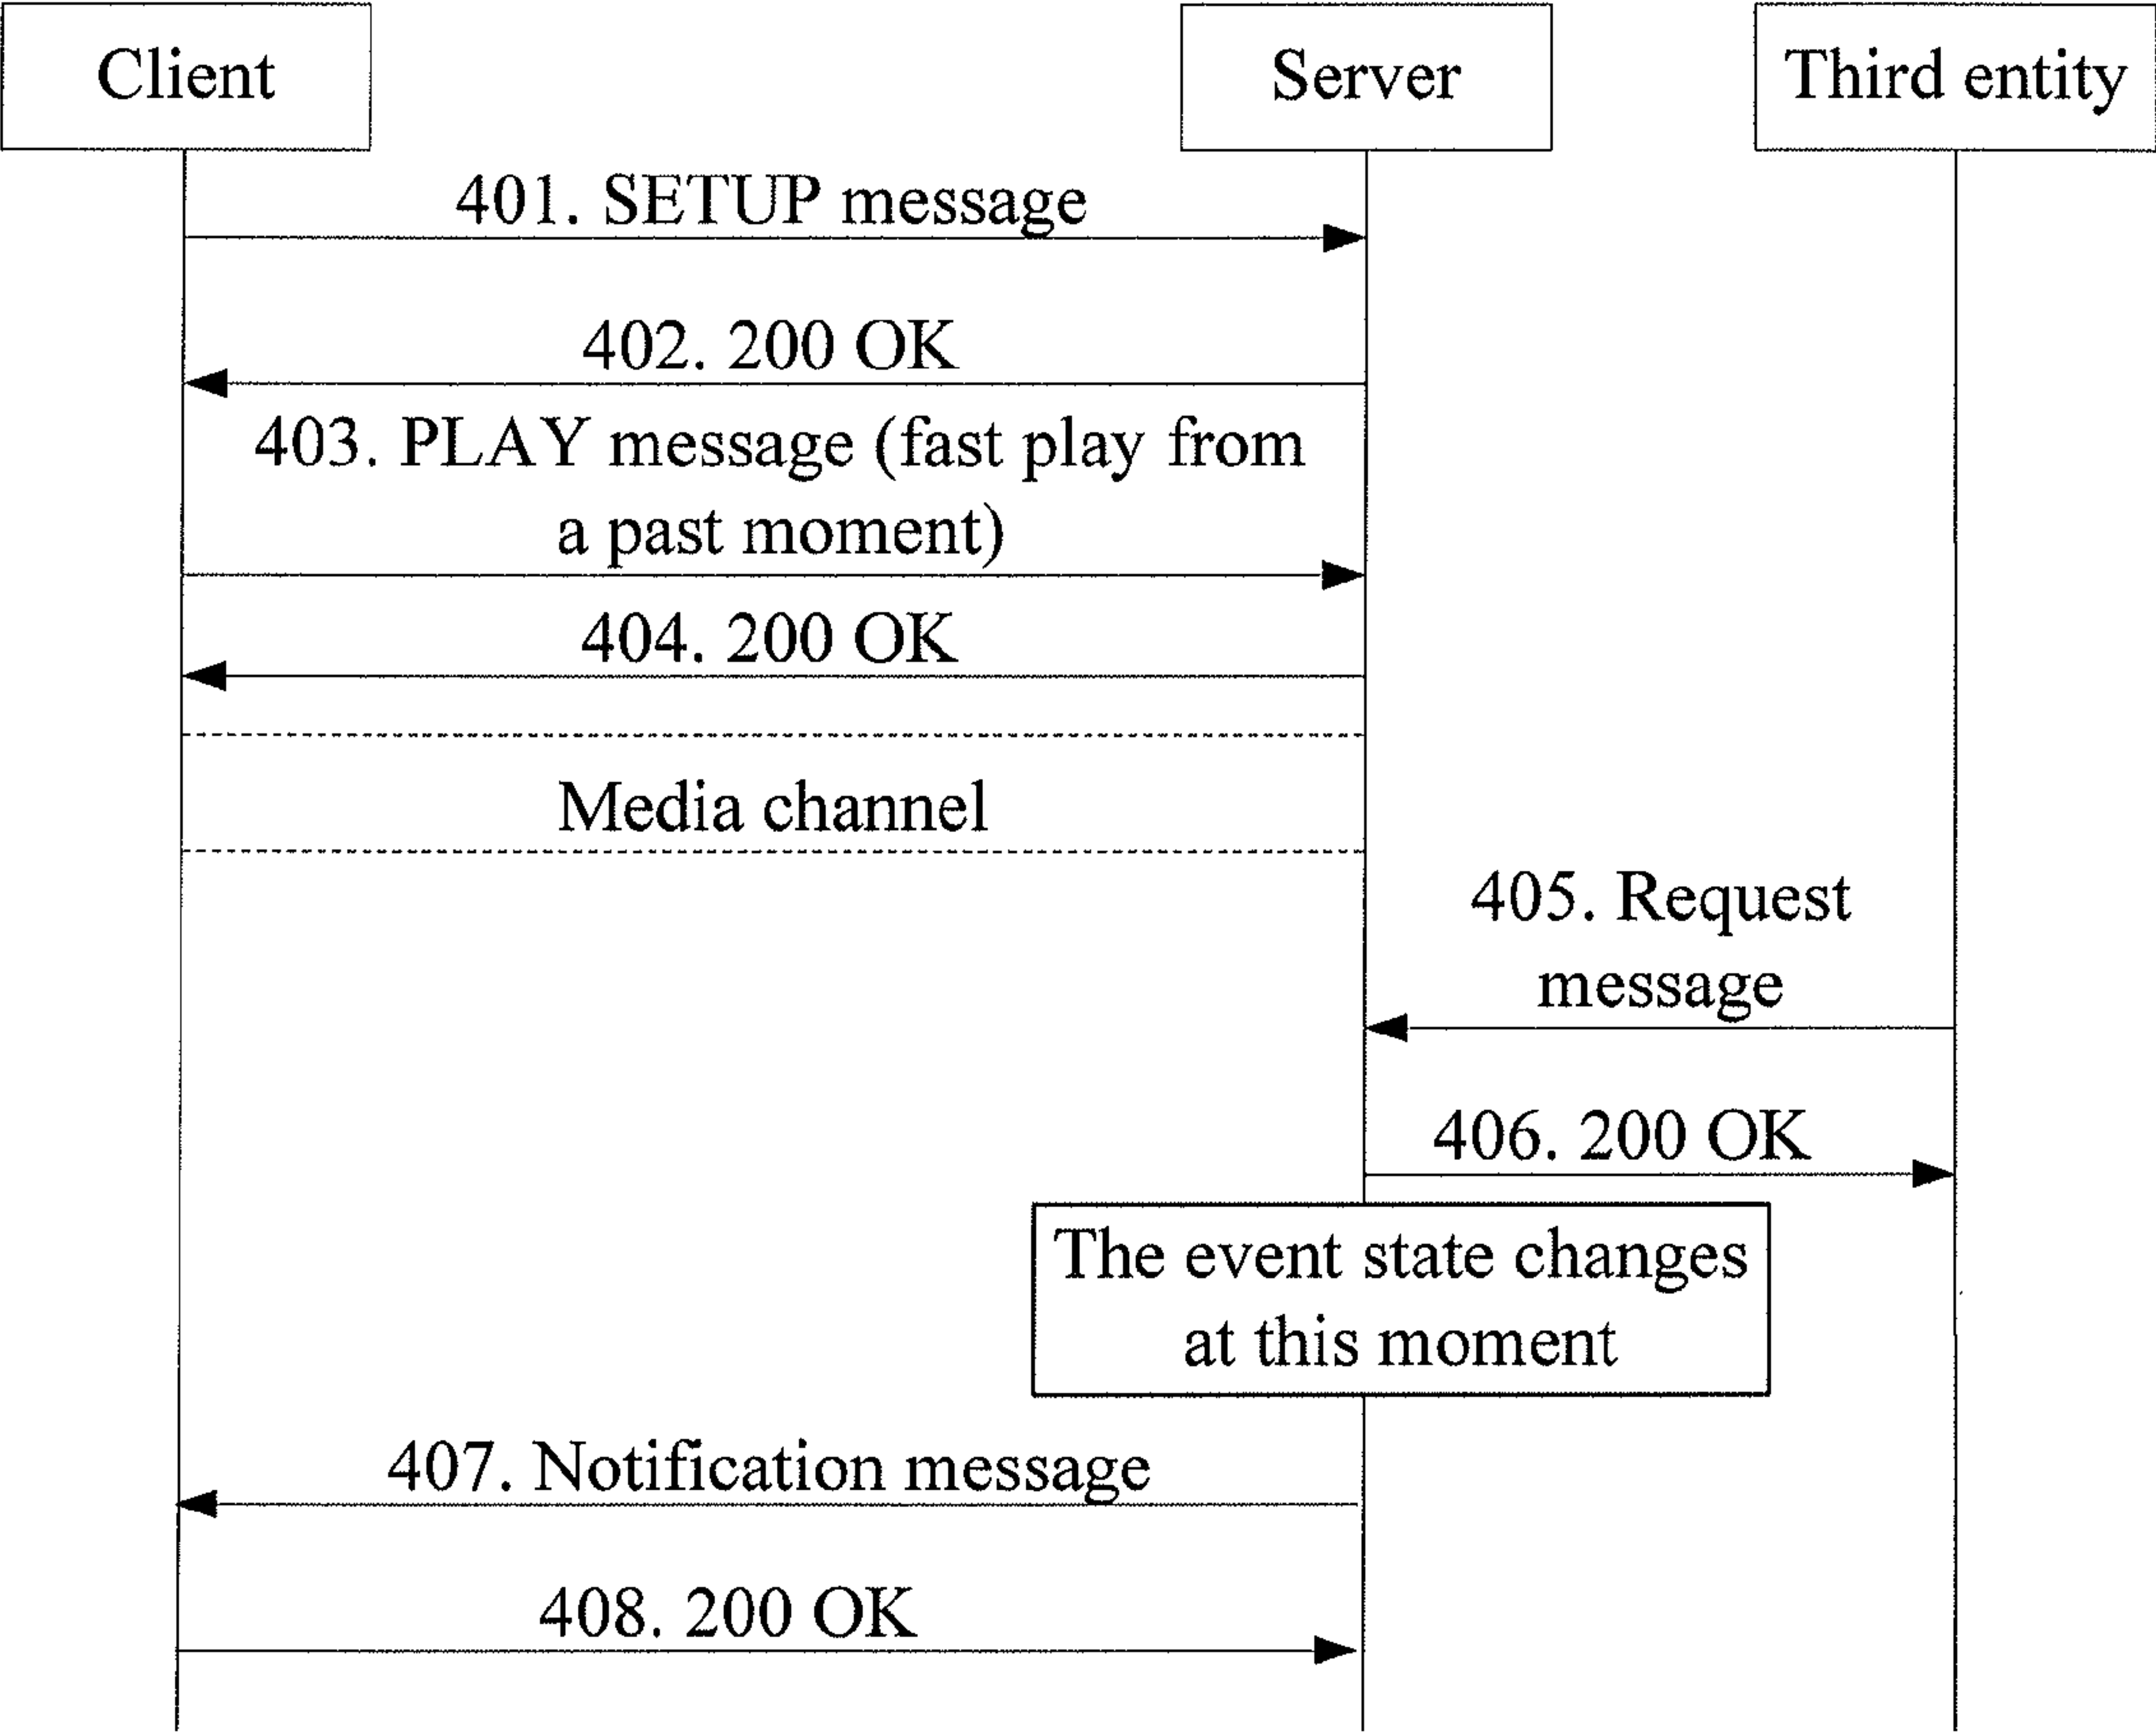 Client
Server
Third entity
401. SETUP message
402. 200 OK
403. PLAY message (fast play from
a past moment)
404. 200 OK
Media channel
405. Request
message
406. 200 OK
The event state changes
at this moment
407. Notification message
408. 200 OK